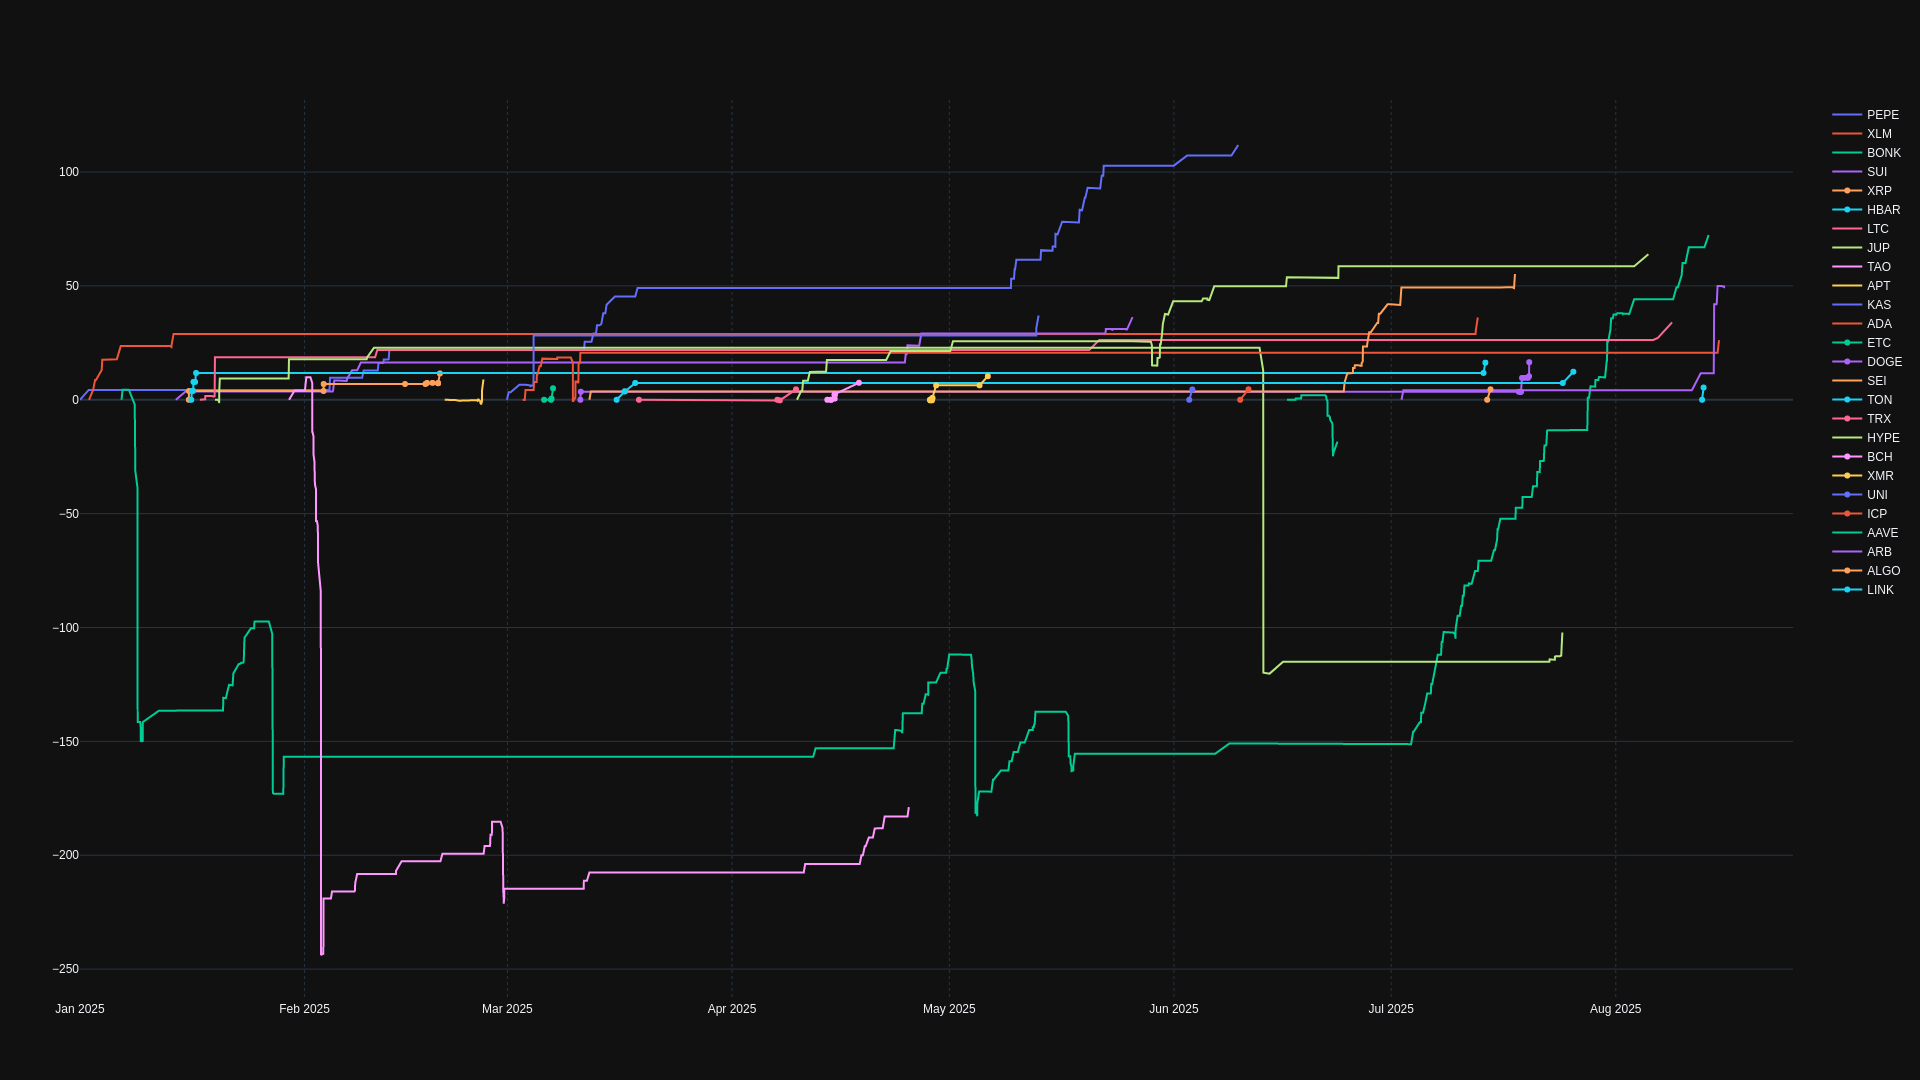 100
50
0
−50
−100
−150
−200
−250
Jan 2025
Feb 2025
Mar 2025
Apr 2025
May 2025
Jun 2025
Jul 2025
Aug 2025
PEPE
XLM
BONK
SUI
XRP
HBAR
LTC
JUP
TAO
APT
KAS
ADA
ETC
DOGE
SEI
TON
TRX
HYPE
BCH
XMR
UNI
ICP
AAVE
ARB
ALGO
LINK